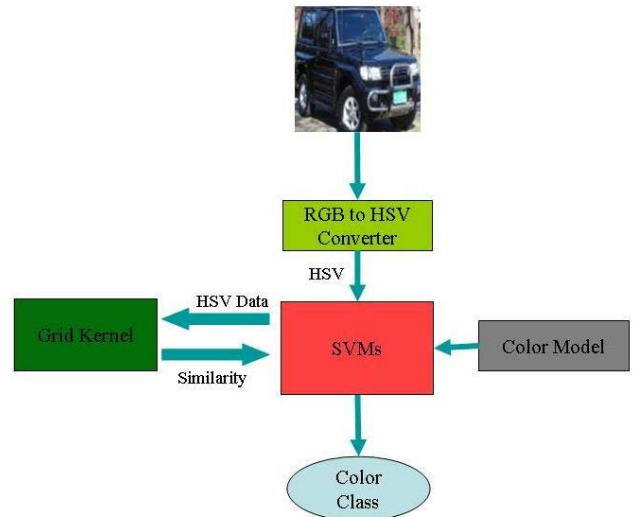 RGB to HSV
Converter
HSV
HSV Data
Grid Kernel
SVMs
Color Model
Similarity
Color
Class